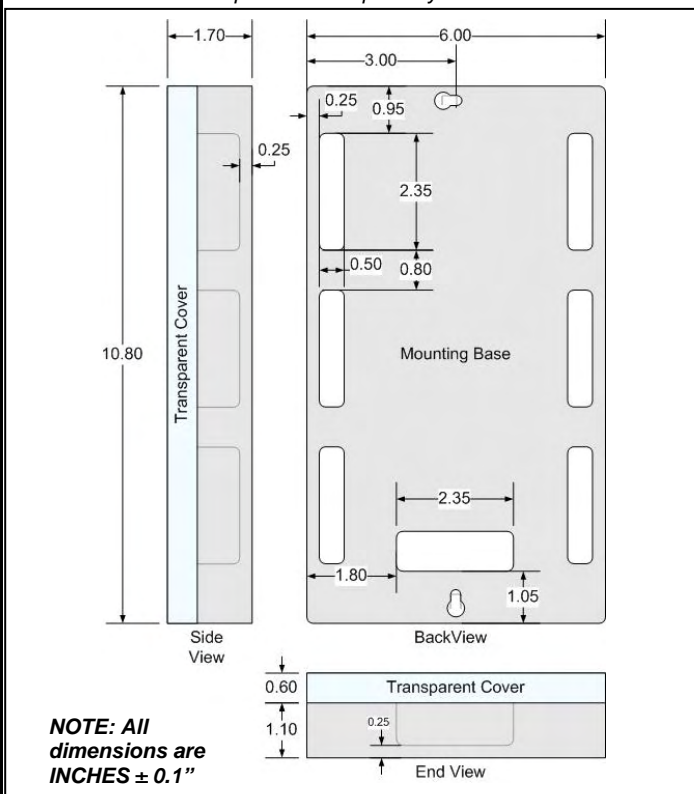 1.70
6.00
3.00
0.25
0.95
0.25
2.35
0.50
0.80
10.80
Transparent Cover
Mounting Base
2.35
1.80
1.05
Side
View
BackView
0.60
Transparent Cover
1.10
0.25
End View
NOTE: All
dimensions are
INCHES ± 0.1”